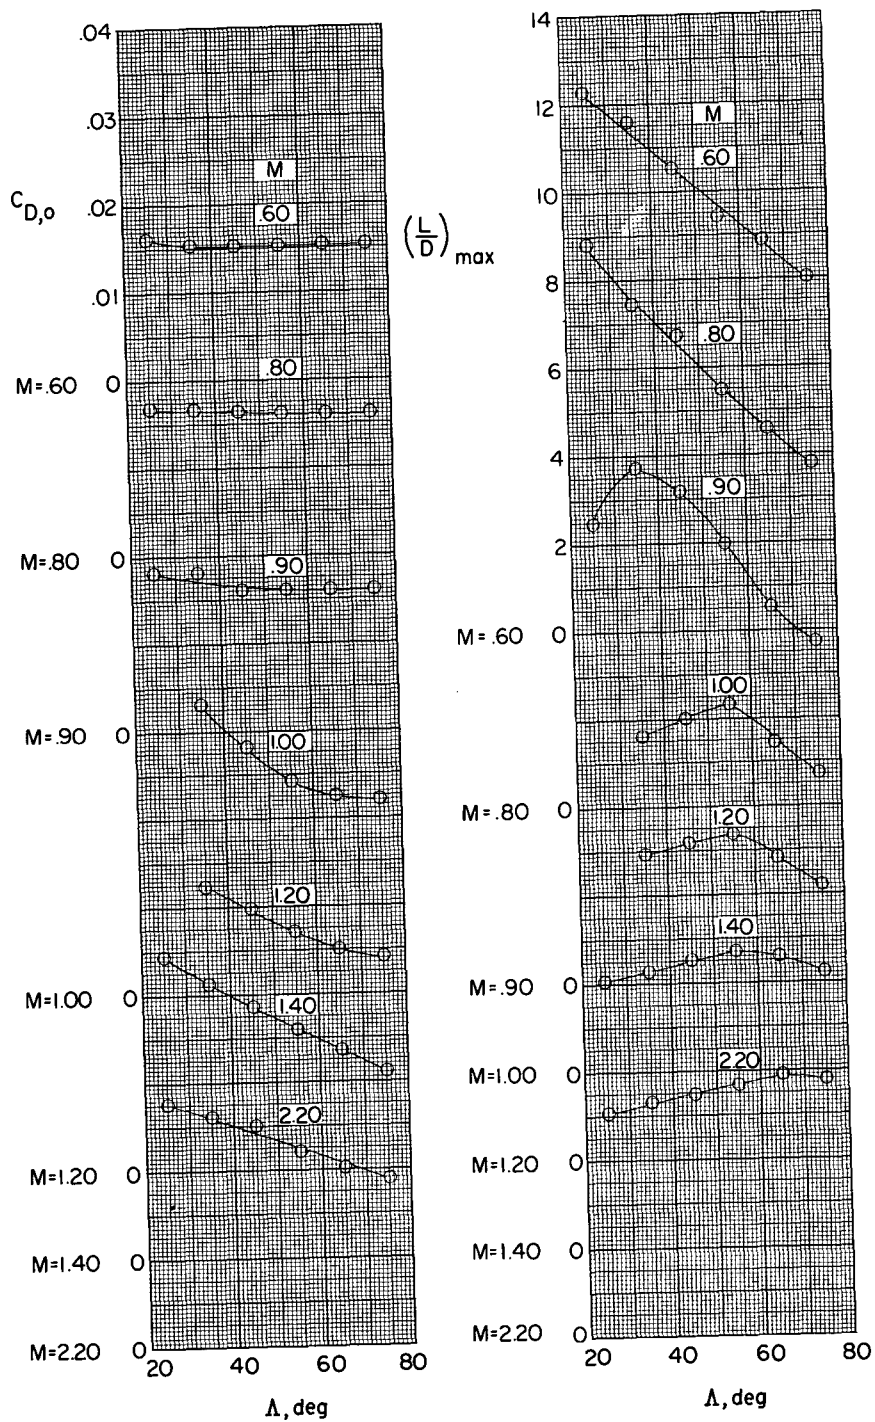 .04
.03
M
C_{D,o}
.02
.60
.01
.80
M=.60 0
M=.80 0
.90
M=.90 0
1.00
1.20
M=1.00 0
1.40
2.20
M=1.20 0
M=1.40 0
M=2.20 0
20 40 60 80
Λ, deg
14
12
M
.60
10
(L/D)_{max}
8
.80
6
4
.90
2
M=.60 0
1.00
M=.80 0
1.20
1.40
M=.90 0
2.20
M=1.00 0
M=1.20 0
M=1.40 0
M=2.20 0
20 40 60 80
Λ, deg